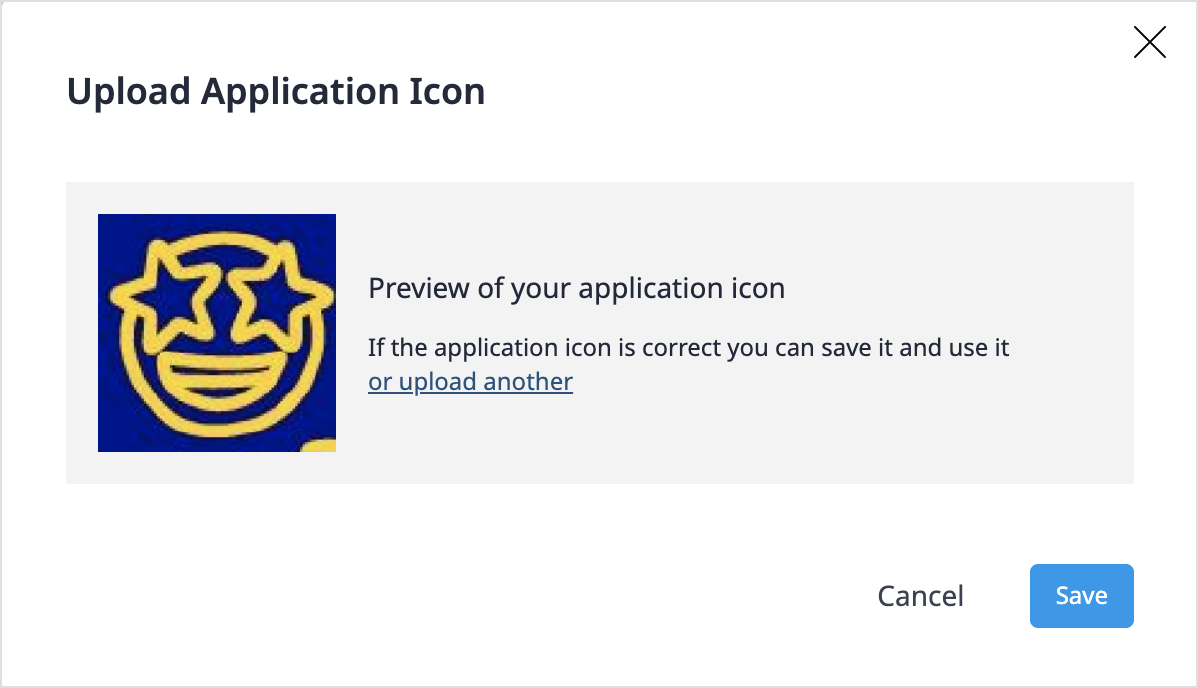 Upload Application Icon
Preview of your application icon
If the application icon is correct you can save it and use it
or upload another
Cancel
Save